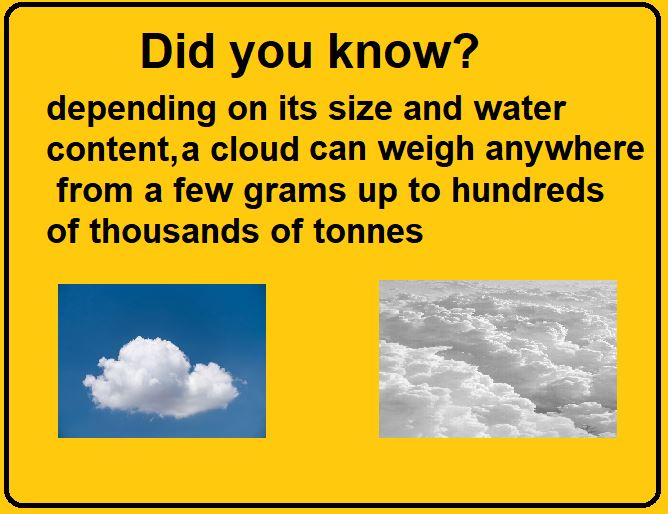 Did you know?
depending on its size and water
content,a cloud can weigh anywhere
from a few grams up to hundreds
of thousands of tonnes